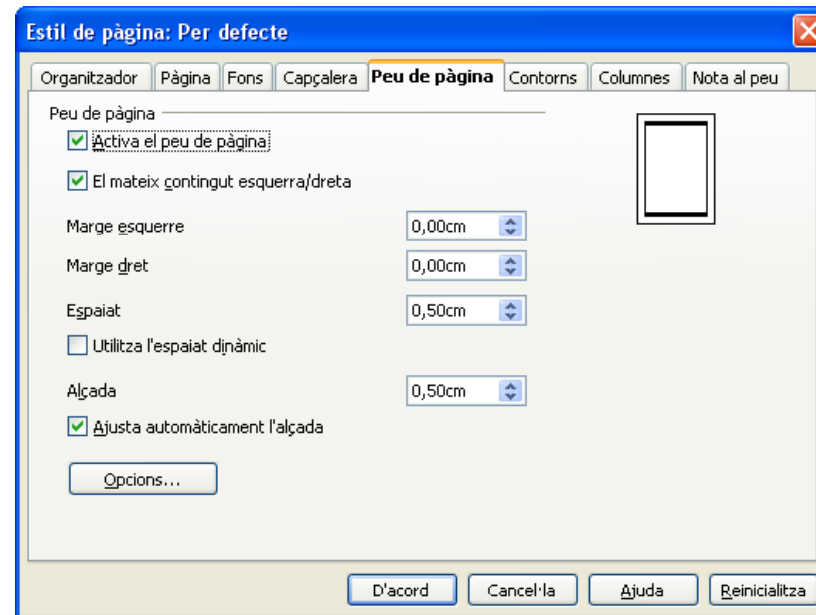 Estil de pàgina: Per defecte
Organitzador Pàgina Fons Capçalera Peu de pàgina Contorns Columnes Nota al peu
Peu de pàgina
Activa el peu de pàgina
El mateix contingut esquerra/dreta
Marge esquerre 0,00cm
Marge dret 0,00cm
Espaiat 0,50cm
Utilitza l'espaiat dinàmic
Alçada 0,50cm
Ajusta automàticament l'alçada
Opcions...
D'acord Cancel·la Ajuda Reinicialitza